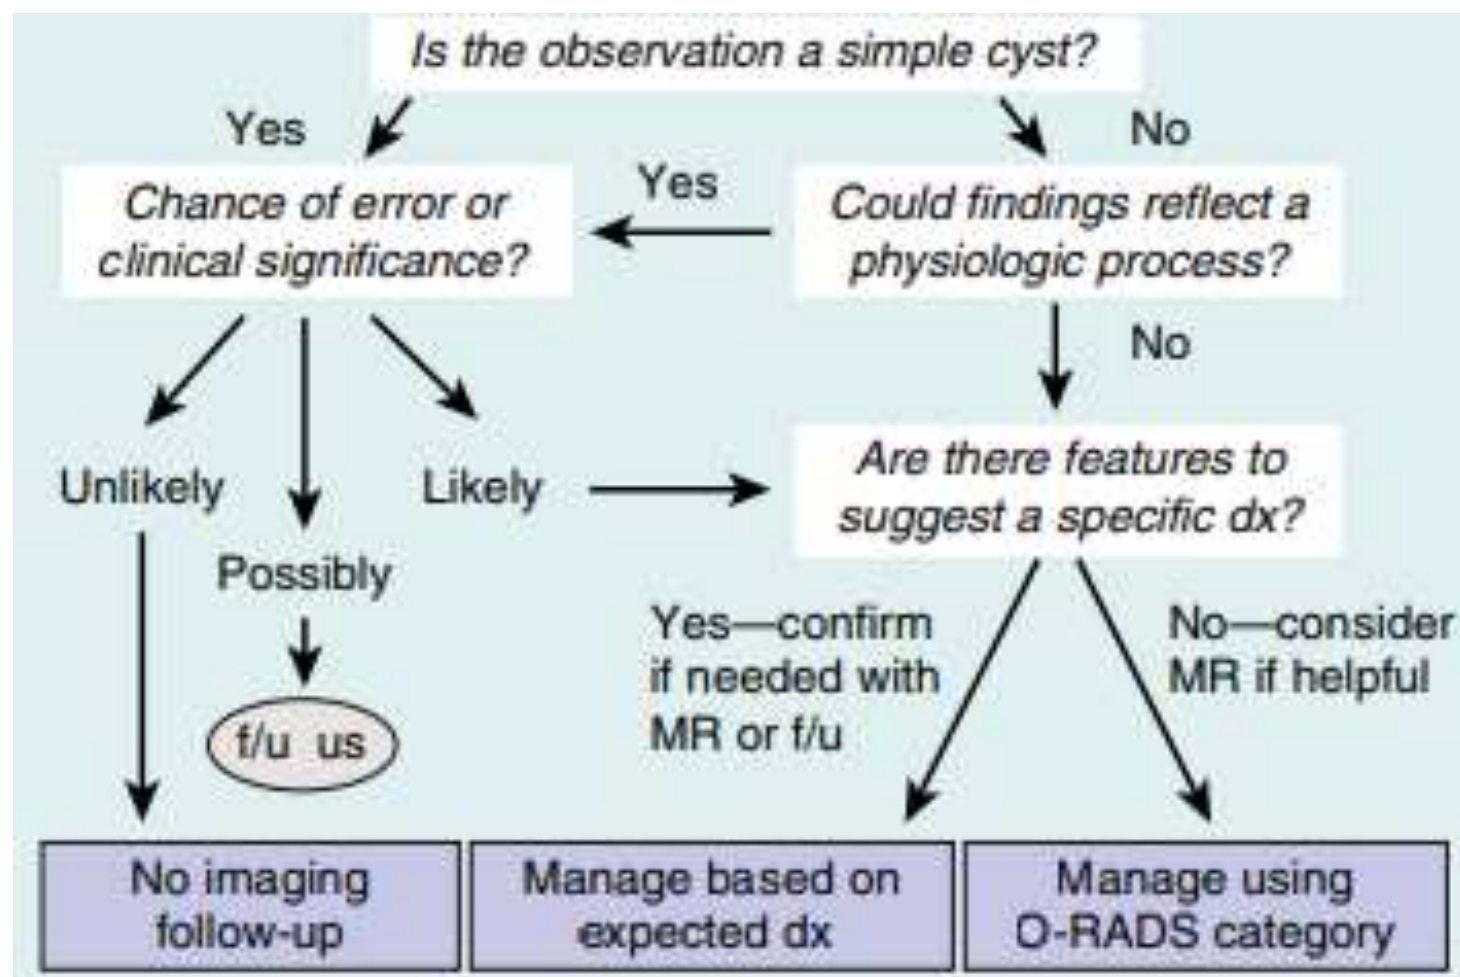 Is the observation a simple cyst?
Yes
No
Chance of error or
clinical significance?
Yes
Could findings reflect a
physiologic process?
No
Unlikely
Possibly
Likely
Are there features to
suggest a specific dx?
f/u us
Yes—confirm
if needed with
MR or f/u
No—consider
MR if helpful
No imaging
follow-up
Manage based on
expected dx
Manage using
O-RADS category